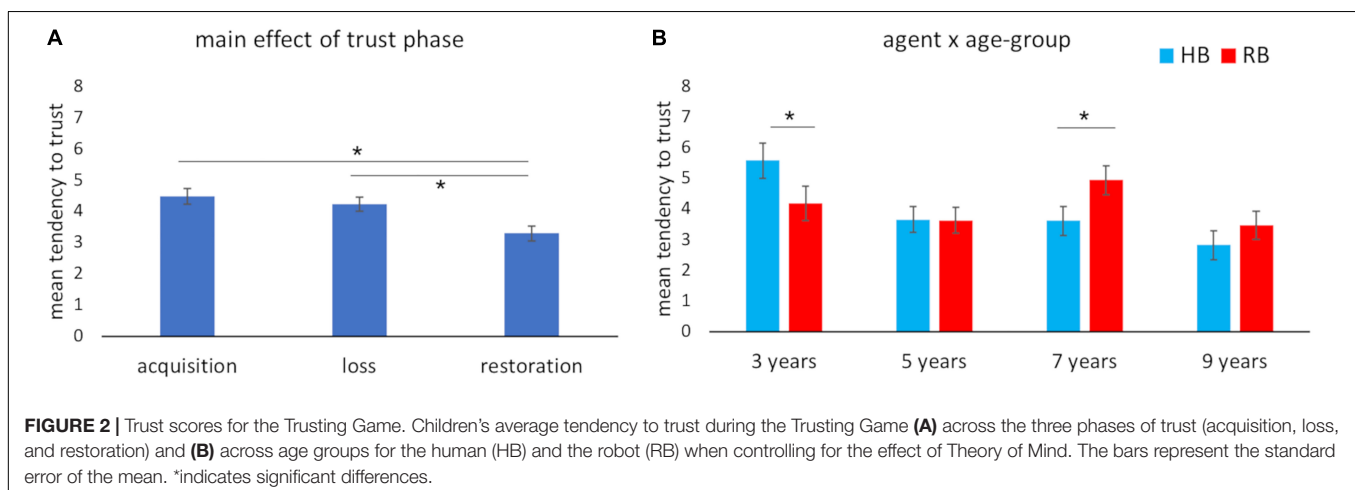 A
main effect of trust phase
mean tendency to trust
8
7
6
5
4
3
2
1
0
*
*
acquisition loss restoration
B
agent x age-group
HB RB
mean tendency to trust
8
7
6
5
4
3
2
1
0
* *
3 years 5 years 7 years 9 years
FIGURE 2 | Trust scores for the Trusting Game. Children's average tendency to trust during the Trusting Game (A) across the three phases of trust (acquisition, loss,
and restoration) and (B) across age groups for the human (HB) and the robot (RB) when controlling for the effect of Theory of Mind. The bars represent the standard
error of the mean. *indicates significant differences.